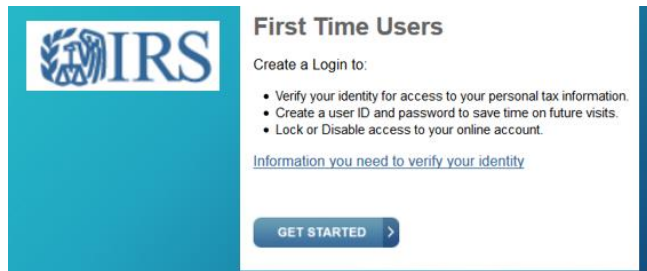 IRS
First Time Users
Create a Login to:
• Verify your identity for access to your personal tax information.
• Create a user ID and password to save time on future visits.
• Lock or Disable access to your online account.
Information you need to verify your identity
GET STARTED >